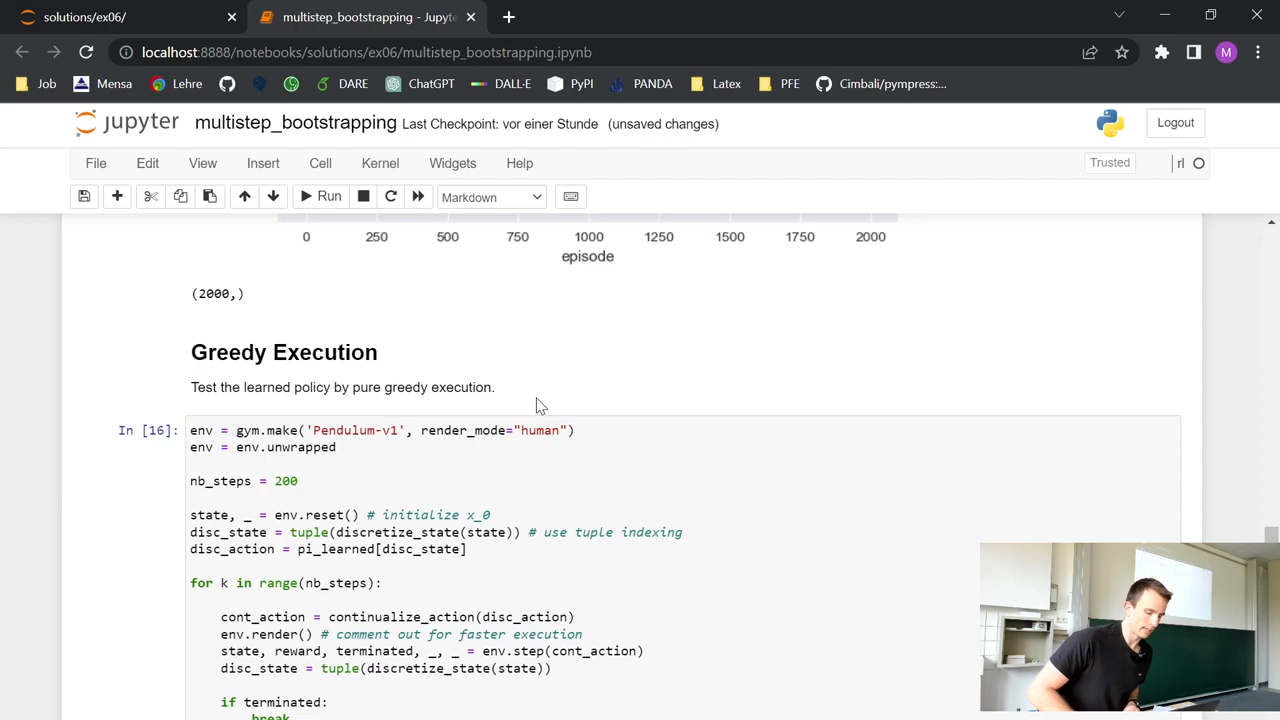 solutions/ex06/
multistep_bootstrapping - Jupyte
localhost:8888/notebooks/solutions/ex06/multistep_bootstrapping.ipynb
M
Job
Mensa
Lehre
DARE
ChatGPT
DALL-E
PyPI
PANDA
Latex
PFE
Cimbali/pympress:...
jupyter
multistep_bootstrapping Last Checkpoint: vor einer Stunde (unsaved changes)
Logout
File
Edit
View
Insert
Cell
Kernel
Widgets
Help
Trusted
rl
Run
Markdown
0 250 500 750 1000 1250 1500 1750 2000
episode
(2000,)
Greedy Execution
Test the learned policy by pure greedy execution.
In [16]:
env = gym.make('Pendulum-v1', render_mode="human")
env = env.unwrapped
nb_steps = 200
state, _ = env.reset() # initialize x_0
disc_state = tuple(discretize_state(state)) # use tuple indexing
disc_action = pi_learned[disc_state]
for k in range(nb_steps):
cont_action = continualize_action(disc_action)
env.render() # comment out for faster execution
state, reward, terminated, _, _ = env.step(cont_action)
disc_state = tuple(discretize_state(state))
if terminated:
break